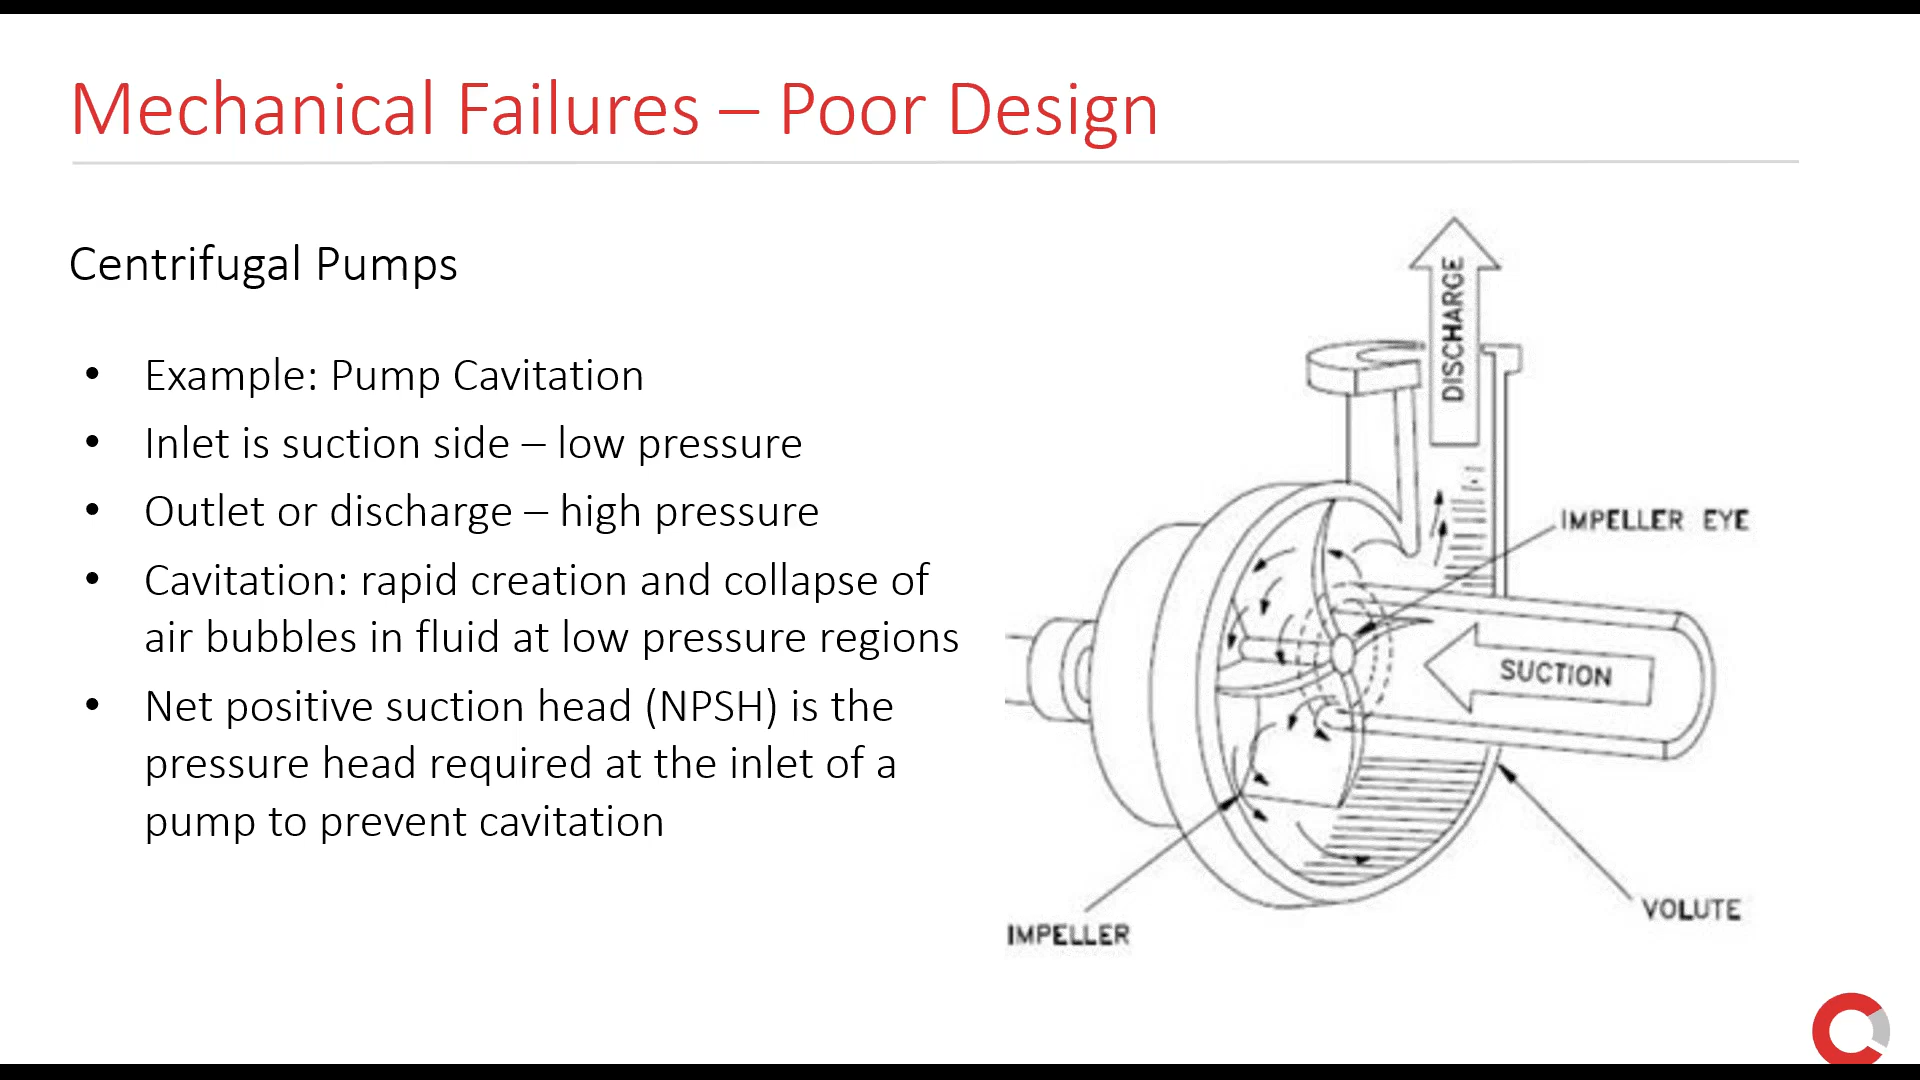 Mechanical Failures – Poor Design
Centrifugal Pumps
• Example: Pump Cavitation
• Inlet is suction side – low pressure
• Outlet or discharge – high pressure
• Cavitation: rapid creation and collapse of
air bubbles in fluid at low pressure regions
• Net positive suction head (NPSH) is the
pressure head required at the inlet of a
pump to prevent cavitation
DISCHARGE
IMPELLER EYE
SUCTION
VOLUTE
IMPELLER